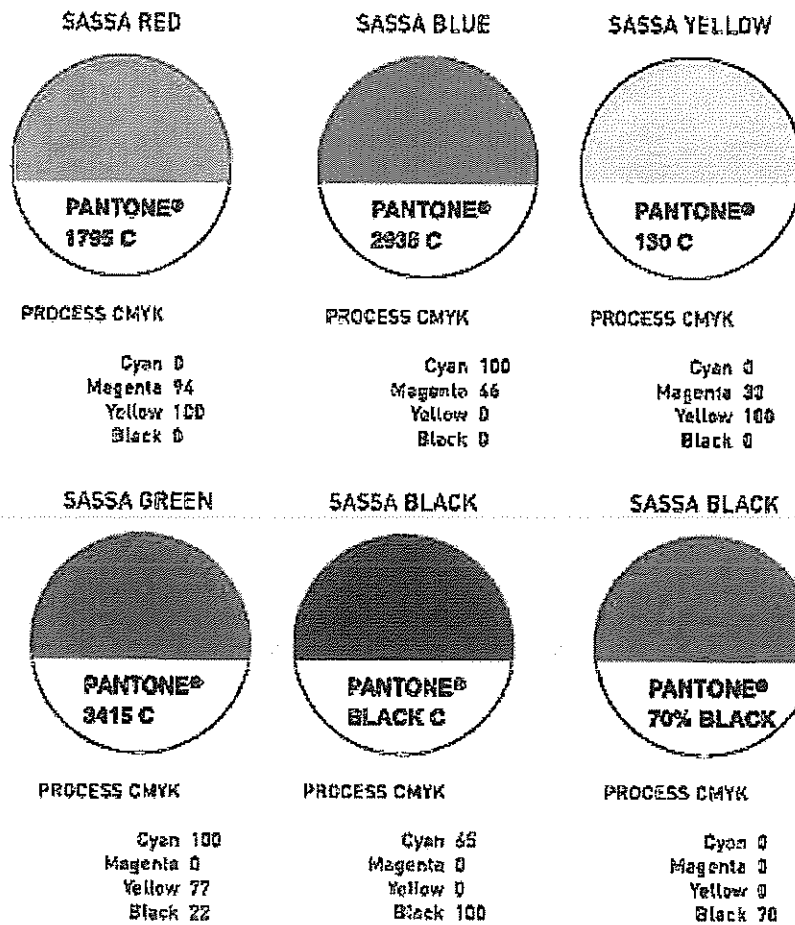 SASSA RED
PANTONE®
1795 C
PROCESS CMYK
Cyan 0
Magenta 94
Yellow 100
Black 0
SASSA BLUE
PANTONE®
2935 C
PROCESS CMYK
Cyan 100
Magenta 46
Yellow 0
Black 0
SASSA YELLOW
PANTONE®
130 C
PROCESS CMYK
Cyan 0
Magenta 30
Yellow 100
Black 0
SASSA GREEN
PANTONE®
3415 C
PROCESS CMYK
Cyan 100
Magenta 0
Yellow 77
Black 22
SASSA BLACK
PANTONE®
BLACK C
PROCESS CMYK
Cyan 65
Magenta 0
Yellow 0
Black 100
SASSA BLACK
PANTONE®
70% BLACK
PROCESS CMYK
Cyan 0
Magenta 0
Yellow 0
Black 70